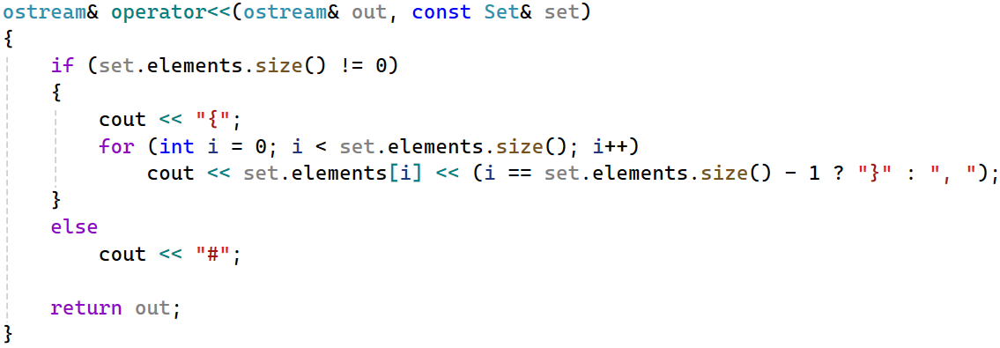 ostream& operator<<(ostream& out, const Set& set)
{
    if (set.elements.size() != 0)
    {
        cout << "{";
        for (int i = 0; i < set.elements.size(); i++)
            cout << set.elements[i] << (i == set.elements.size() - 1 ? "}" : ", ");
    }
    else
        cout << "#";

    return out;
}